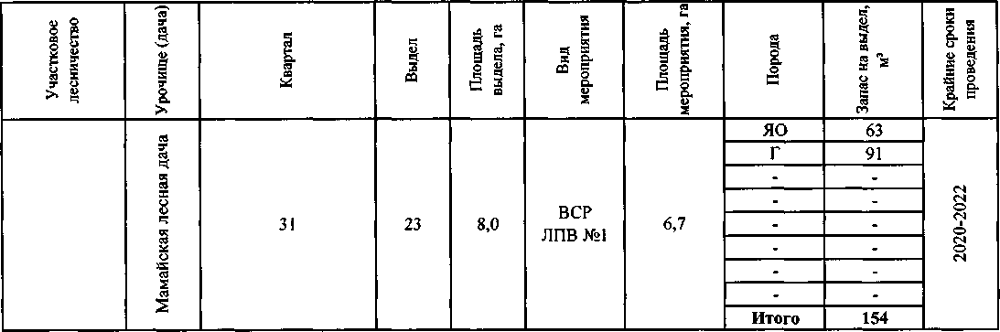 Участковое
лесничество
Урочище (дача)
Квартал
Выдел
Площадь
выдела, га
Вид
мероприятия
Площадь
мероприятия, га
Порода
Запас на выдел,
м³
Крайние сроки
проведения
Мамайская лесная дача
31
23
8,0
ВСР
ЛПВ №1
6,7
ЯО 63
Г 91
- -
- -
- -
- -
- -
- -
Итого 154
2020-2022